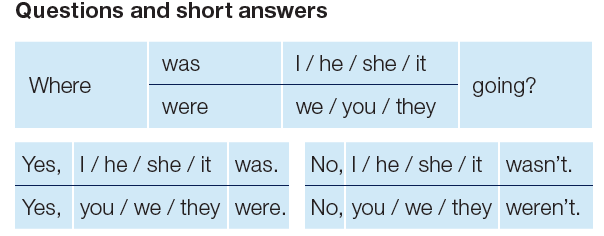 Questions and short answers
Where was I / he / she / it going?
were we / you / they
Yes, I / he / she / it was. No, I / he / she / it wasn't.
Yes, you / we / they were. No, you / we / they weren't.